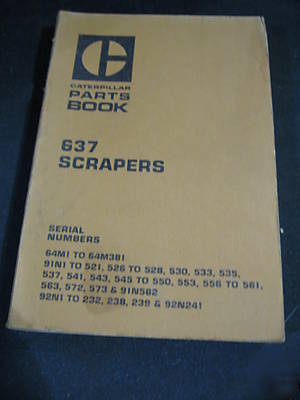 CATERPILLAR
PARTS
BOOK
637
SCRAPERS
SERIAL
NUMBERS
64M1 TO 64M381
91N1 TO 521, 526 TO 528, 530, 533, 535,
537, 541, 543, 545 TO 550, 553, 556 TO 561,
563, 572, 573 & 91N582
92N1 TO 232, 238, 239 & 92N241